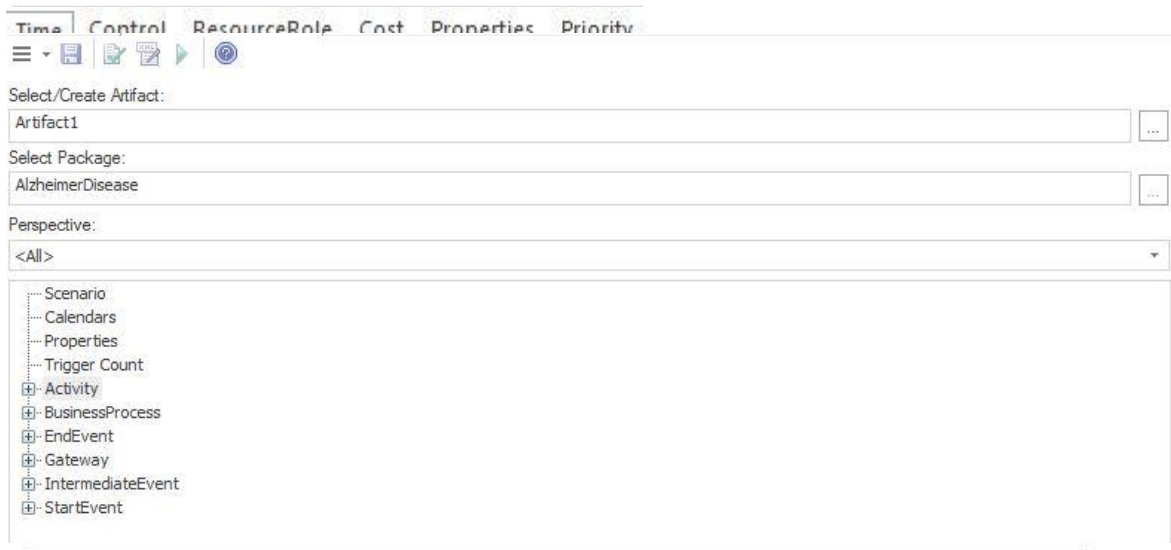 Time Control ResourceRole Cost Properties Priority
Select/Create Artifact:
Artifact1
...
Select Package:
AlzheimerDisease
...
Perspective:
<All>
Scenario
Calendars
Properties
Trigger Count
Activity
BusinessProcess
EndEvent
Gateway
IntermediateEvent
StartEvent